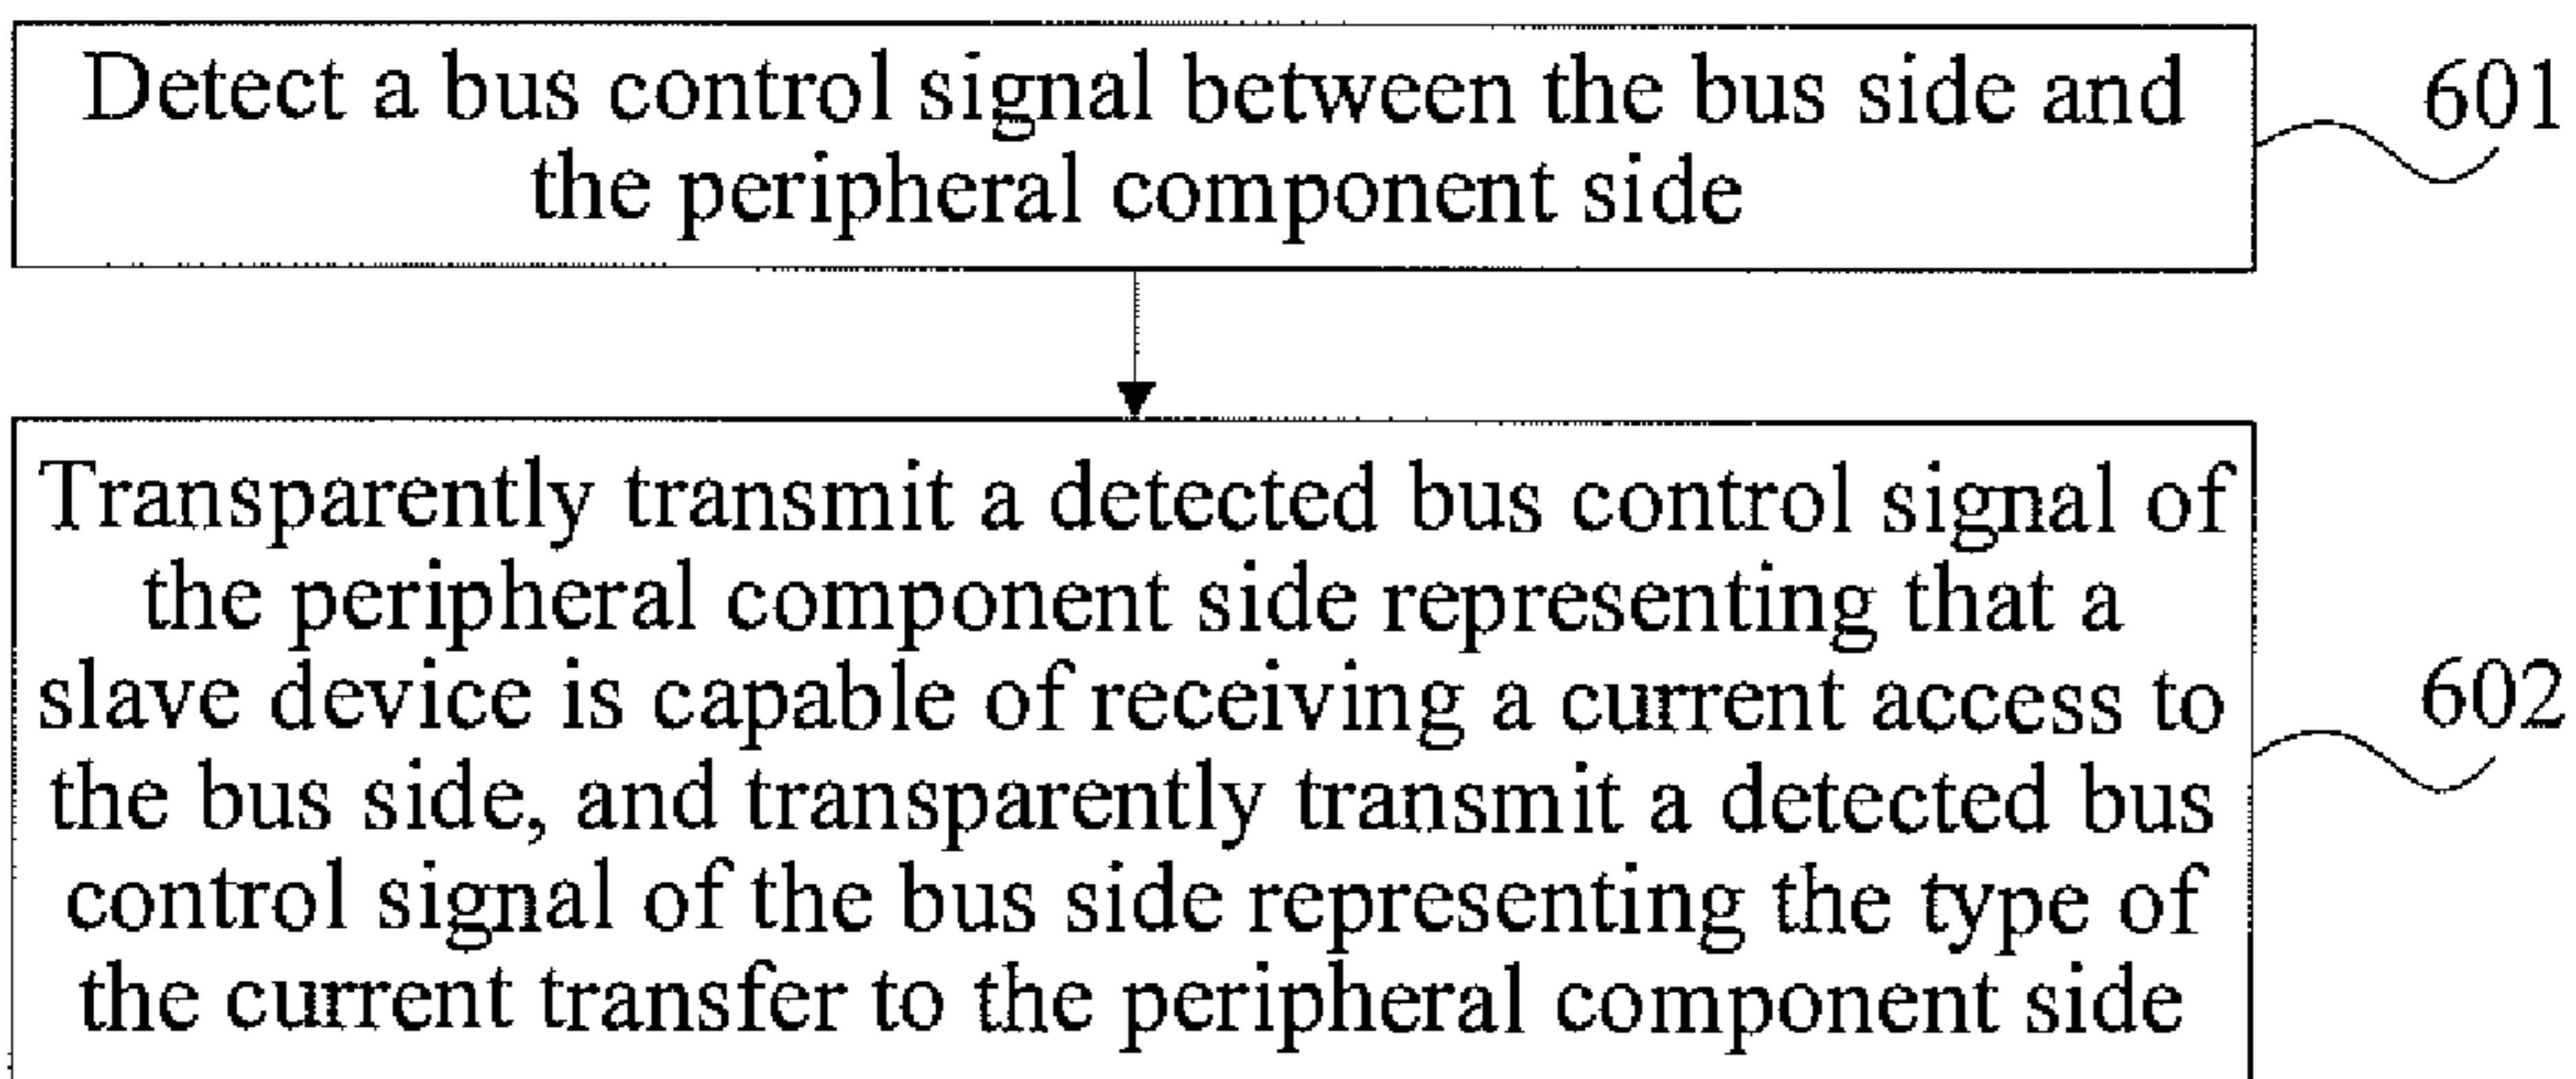 Detect a bus control signal between the bus side and
the peripheral component side
601
Transparently transmit a detected bus control signal of
the peripheral component side representing that a
slave device is capable of receiving a current access to
the bus side, and transparently transmit a detected bus
control signal of the bus side representing the type of
the current transfer to the peripheral component side
602